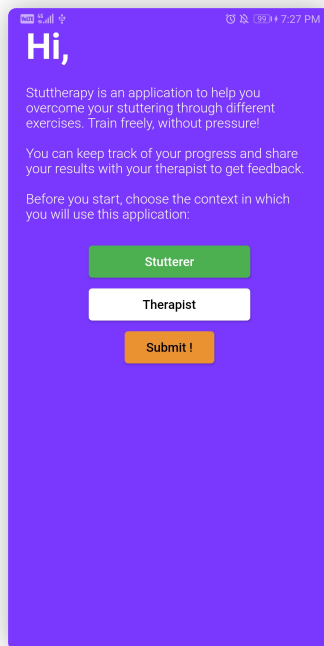 99 7:27 PM
Hi,
Stuttherapy is an application to help you
overcome your stuttering through different
exercises. Train freely, without pressure!
You can keep track of your progress and share
your results with your therapist to get feedback.
Before you start, choose the context in which
you will use this application:
Stutterer
Therapist
Submit !